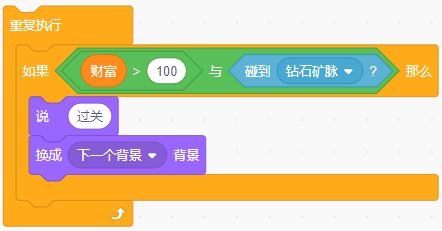 重复执行
如果 财富 > 100 与 碰到 钻石矿脉 ? 那么
说 过关
换成 下一个背景 背景